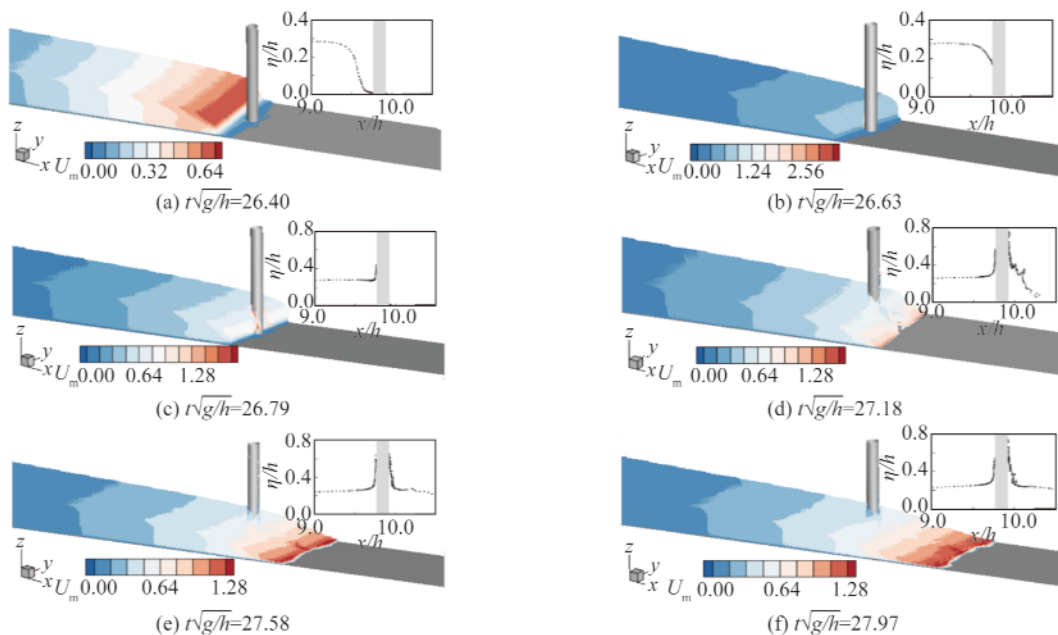 η/h
0.4
0.2
0.0
9.0
10.0
x/h
z
y
x
U_m
0.00
0.32
0.64
(a) t√g/h=26.40
η/h
0.4
0.2
0.0
9.0
10.0
x/h
z
y
x
U_m
0.00
1.24
2.56
(b) t√g/h=26.63
η/h
0.8
0.4
0.0
9.0
10.0
x/h
z
y
x
U_m
0.00
0.64
1.28
(c) t√g/h=26.79
η/h
0.8
0.4
0.0
9.0
10.0
x/h
z
y
x
U_m
0.00
0.64
1.28
(d) t√g/h=27.18
η/h
0.8
0.4
0.0
9.0
10.0
x/h
z
y
x
U_m
0.00
0.64
1.28
(e) t√g/h=27.58
η/h
0.8
0.4
0.0
9.0
10.0
x/h
z
y
x
U_m
0.00
0.64
1.28
(f) t√g/h=27.97